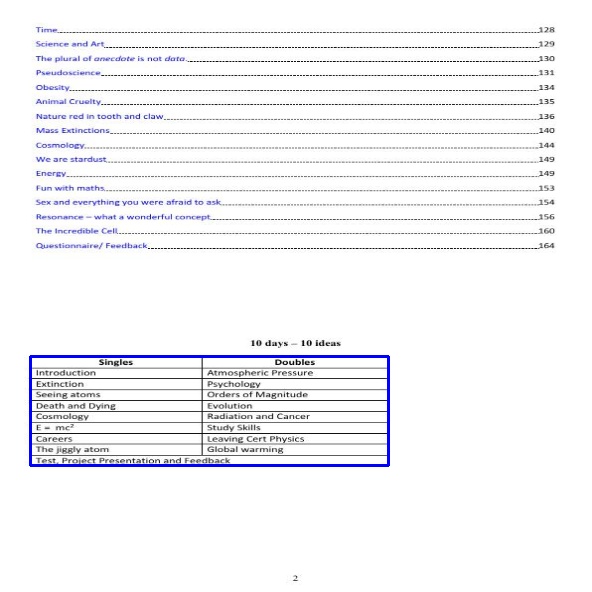 Time 128
Science and Art 129
The plural of anecdote is not data. 130
Pseudoscience 131
Obesity 134
Animal Cruelty 135
Nature red in tooth and claw 136
Mass Extinctions 140
Cosmology 144
We are stardust 149
Energy 149
Fun with maths 153
Sex and everything you were afraid to ask 154
Resonance – what a wonderful concept 156
The Incredible Cell 160
Questionnaire/ Feedback 164
10 days – 10 ideas
Singles Doubles
Introduction Atmospheric Pressure
Extinction Psychology
Seeing atoms Orders of Magnitude
Death and Dying Evolution
Cosmology Radiation and Cancer
E = mc² Study Skills
Careers Leaving Cert Physics
The jiggly atom Global warming
Test, Project Presentation and Feedback
2